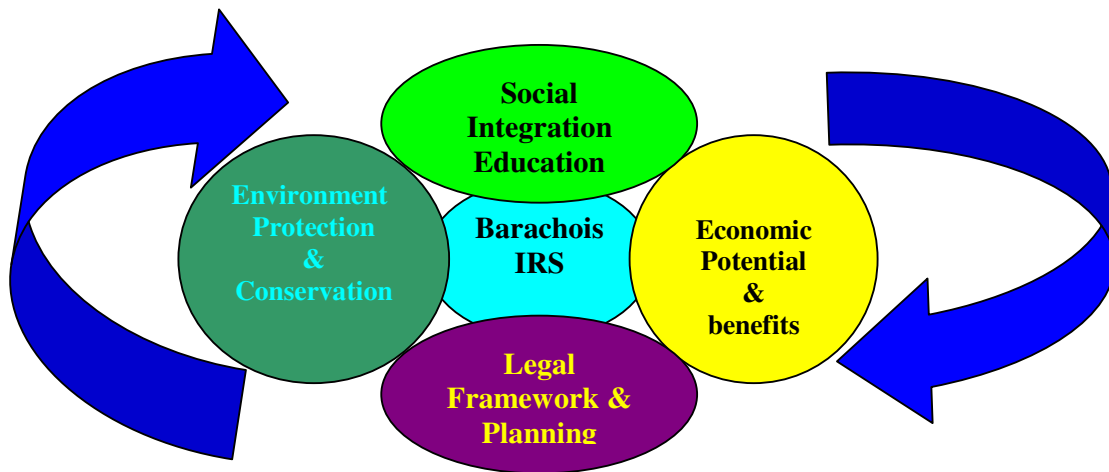 Social
Integration
Education
Environment
Protection
&
Conservation
Barachois
IRS
Economic
Potential
&
benefits
Legal
Framework &
Planning